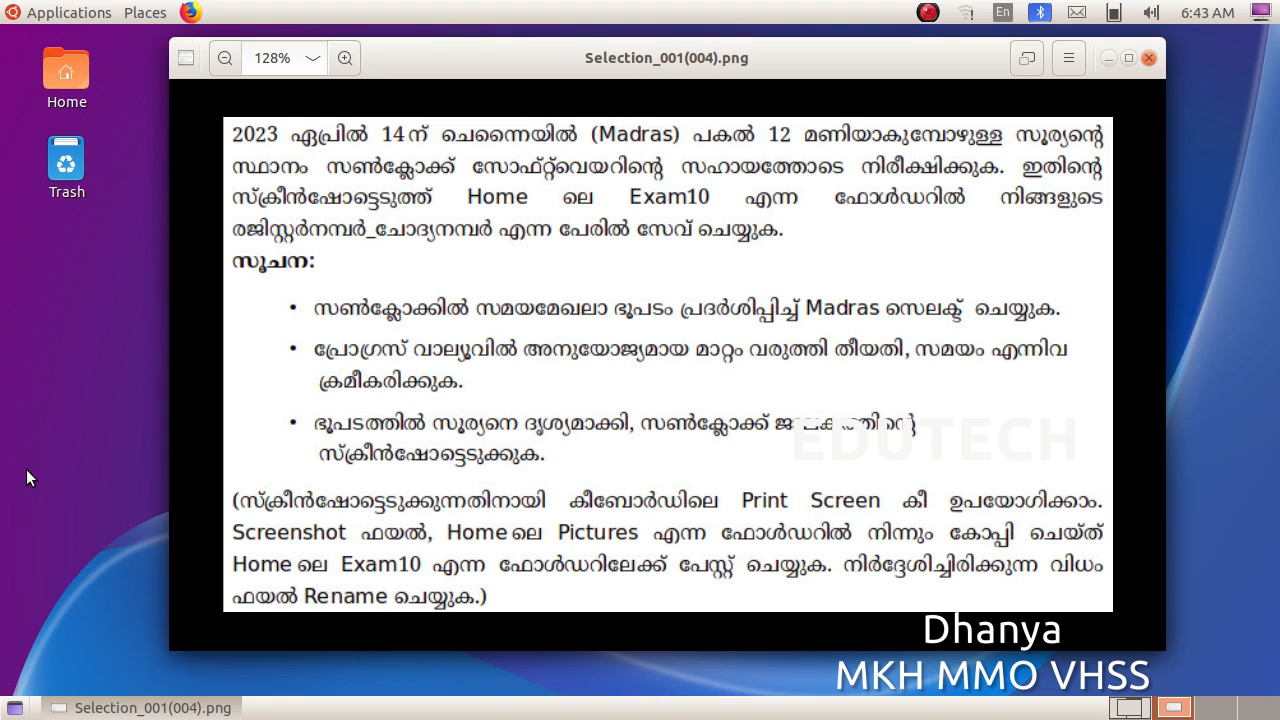 Applications Places En 6:43 AM
128% Selection_001(004).png
Home
Trash
2023 ഏപ്രിൽ 14 ന് ചെന്നൈയിൽ (Madras) പകൽ 12 മണിയാകുമ്പോഴുള്ള സൂര്യന്റെ
സ്ഥാനം സൺക്ലോക്ക് സോഫ്റ്റ്‌വെയറിന്റെ സഹായത്തോടെ നിരീക്ഷിക്കുക. ഇതിന്റെ
സ്ക്രീൻഷോട്ടെടുത്ത് Home ലെ Exam10 എന്ന ഫോൾഡറിൽ നിങ്ങളുടെ
രജിസ്റ്റർനമ്പർ_ചോദ്യനമ്പർ എന്ന പേരിൽ സേവ് ചെയ്യുക.
സൂചന:
• സൺക്ലോക്കിൽ സമയമേഖലാ ഭൂപടം പ്രദർശിപ്പിച്ച് Madras സെലക്ട് ചെയ്യുക.
• പ്രോഗ്രസ് വാല്യൂവിൽ അനുയോജ്യമായ മാറ്റം വരുത്തി തീയതി, സമയം എന്നിവ
ക്രമീകരിക്കുക.
• ഭൂപടത്തിൽ സൂര്യനെ ദൃശ്യമാക്കി, സൺക്ലോക്ക് ജാലകത്തിന്റെ
സ്ക്രീൻഷോട്ടെടുക്കുക.
EDUTECH
(സ്ക്രീൻഷോട്ടെടുക്കുന്നതിനായി കീബോർഡിലെ Print Screen കീ ഉപയോഗിക്കാം.
Screenshot ഫയൽ, Home ലെ Pictures എന്ന ഫോൾഡറിൽ നിന്നും കോപ്പി ചെയ്ത്
Home ലെ Exam10 എന്ന ഫോൾഡറിലേക്ക് പേസ്റ്റ് ചെയ്യുക. നിർദ്ദേശിച്ചിരിക്കുന്ന വിധം
ഫയൽ Rename ചെയ്യുക.)
Dhanya
MKH MMO VHSS
Selection_001(004).png